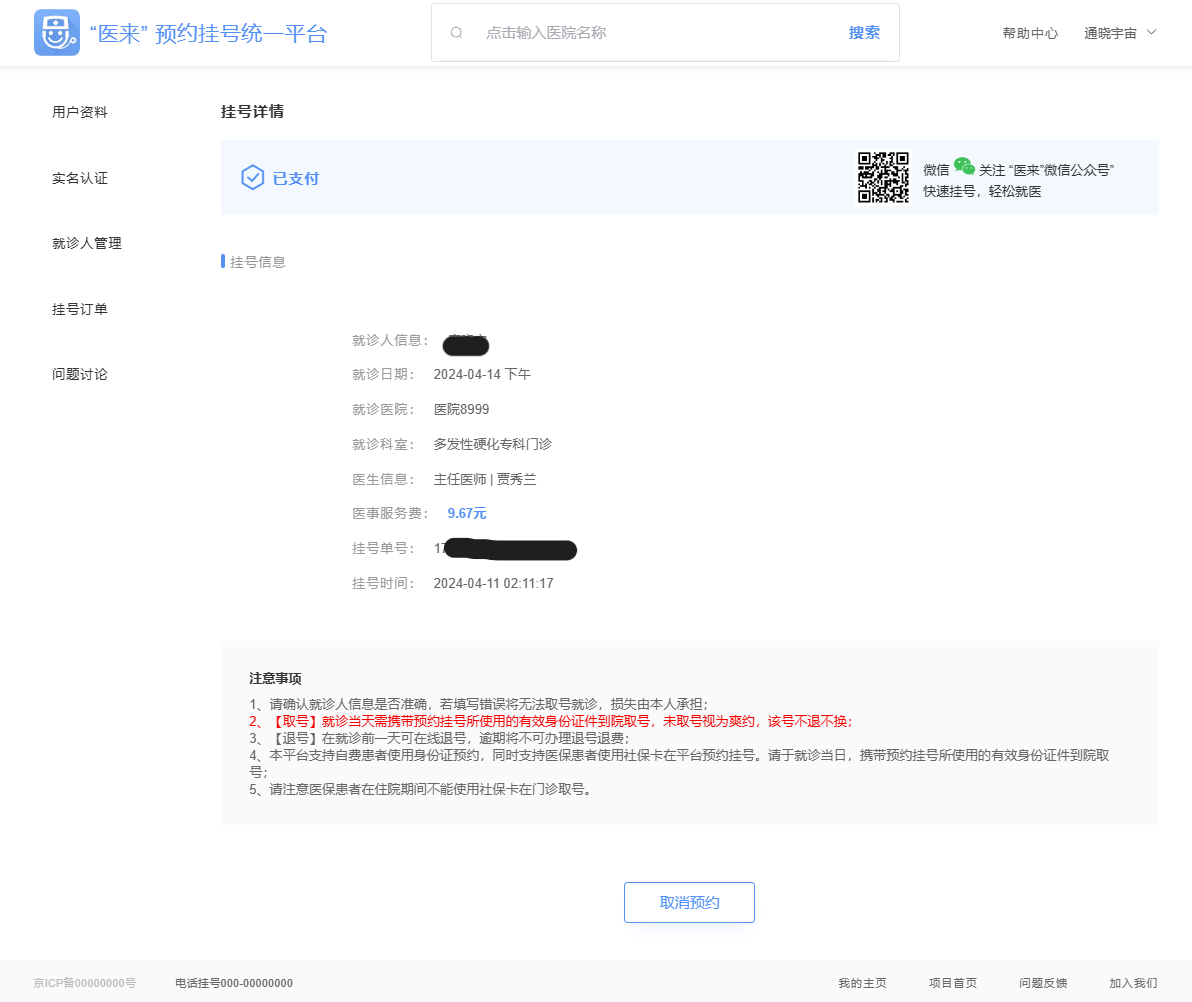 “医来” 预约挂号统一平台
点击输入医院名称
搜索
帮助中心
通晓宇宙
用户资料
实名认证
就诊人管理
挂号订单
问题讨论
挂号详情
已支付
微信 关注 “医来”微信公众号”
快速挂号，轻松就医
挂号信息
就诊人信息：
就诊日期： 2024-04-14 下午
就诊医院： 医院8999
就诊科室： 多发性硬化专科门诊
医生信息： 主任医师 | 贾秀兰
医事服务费： 9.67元
挂号单号： 17
挂号时间： 2024-04-11 02:11:17
注意事项
1、请确认就诊人信息是否准确，若填写错误将无法取号就诊，损失由本人承担；
2、【取号】就诊当天需携带预约挂号所使用的有效身份证件到院取号，未取号视为爽约，该号不退不换；
3、【退号】在就诊前一天可在线退号，逾期将不可办理退号退费；
4、本平台支持自费患者使用身份证预约，同时支持医保患者使用社保卡在平台预约挂号。请于就诊当日，携带预约挂号所使用的有效身份证件到院取
号；
5、请注意医保患者在住院期间不能使用社保卡在门诊取号。
取消预约
京ICP备00000000号
电话挂号000-00000000
我的主页
项目首页
问题反馈
加入我们